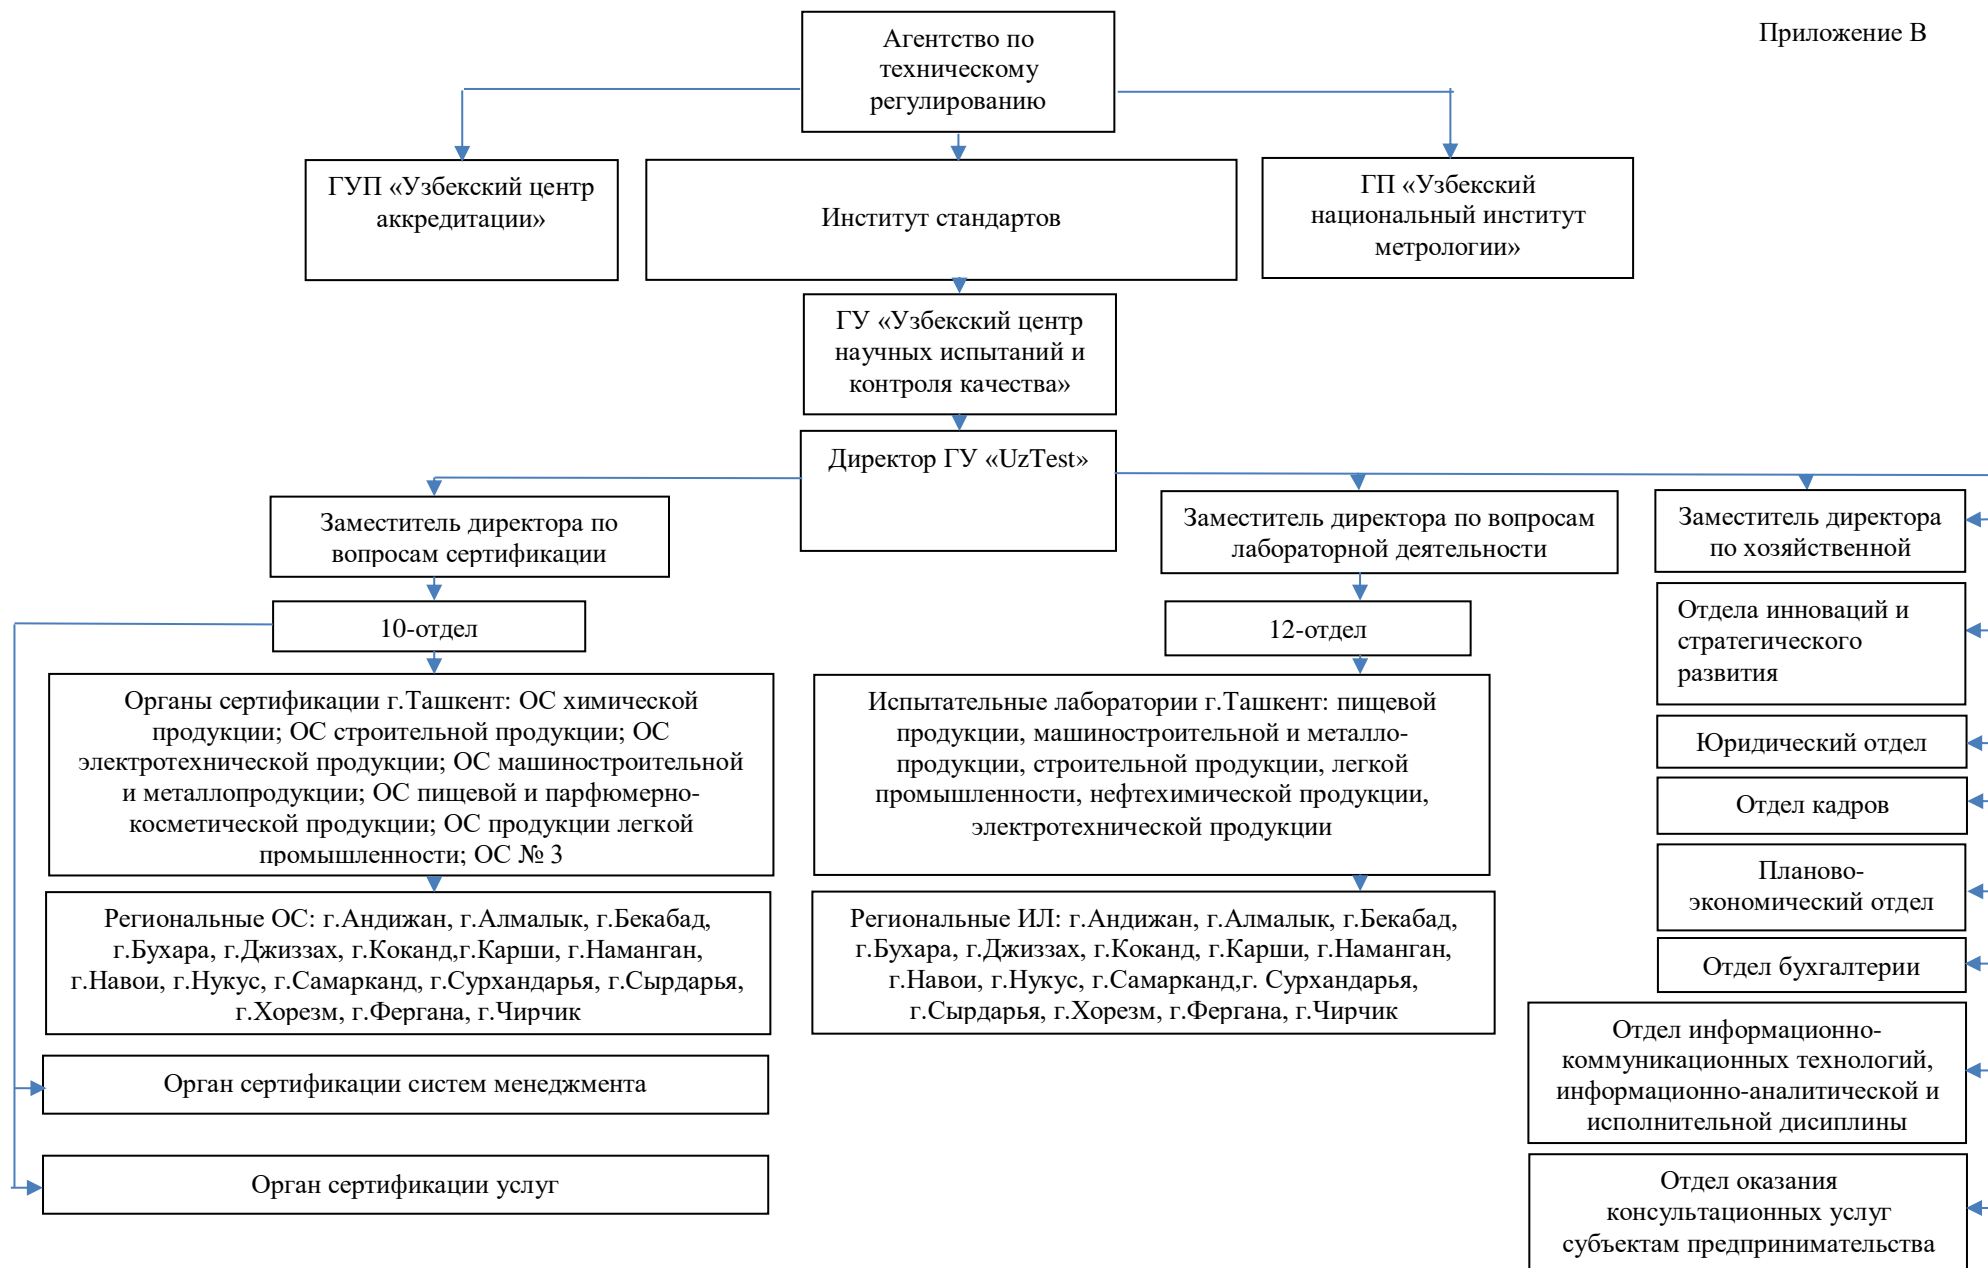 Приложение В
Агентство по
техническому
регулированию
ГУП «Узбекский центр
аккредитации»
Институт стандартов
ГП «Узбекский
национальный институт
метрологии»
ГУ «Узбекский центр
научных испытаний и
контроля качества»
Директор ГУ «UzTest»
Заместитель директора по
вопросам сертификации
Заместитель директора по вопросам
лабораторной деятельности
Заместитель директора
по хозяйственной
10-отдел
12-отдел
Отдела инноваций и
стратегического
развития
Органы сертификации г.Ташкент: ОС химической
продукции; ОС строительной продукции; ОС
электротехнической продукции; ОС машиностроительной
и металлопродукции; ОС пищевой и парфюмерно-
косметической продукции; ОС продукции легкой
промышленности; ОС № 3
Испытательные лаборатории г.Ташкент: пищевой
продукции, машиностроительной и металло-
продукции, строительной продукции, легкой
промышленности, нефтехимической продукции,
электротехнической продукции
Юридический отдел
Отдел кадров
Планово-
экономический отдел
Региональные ОС: г.Андижан, г.Алмалык, г.Бекабад,
г.Бухара, г.Джиззах, г.Коканд,г.Карши, г.Наманган,
г.Навои, г.Нукус, г.Самарканд, г.Сурхандарья, г.Сырдарья,
г.Хорезм, г.Фергана, г.Чирчик
Региональные ИЛ: г.Андижан, г.Алмалык, г.Бекабад,
г.Бухара, г.Джиззах, г.Коканд, г.Карши, г.Наманган,
г.Навои, г.Нукус, г.Самарканд,г. Сурхандарья,
г.Сырдарья, г.Хорезм, г.Фергана, г.Чирчик
Отдел бухгалтерии
Отдел информационно-
коммуникационных технологий,
информационно-аналитической и
исполнительной дисиплины
Орган сертификации систем менеджмента
Орган сертификации услуг
Отдел оказания
консультационных услуг
субъектам предпринимательства